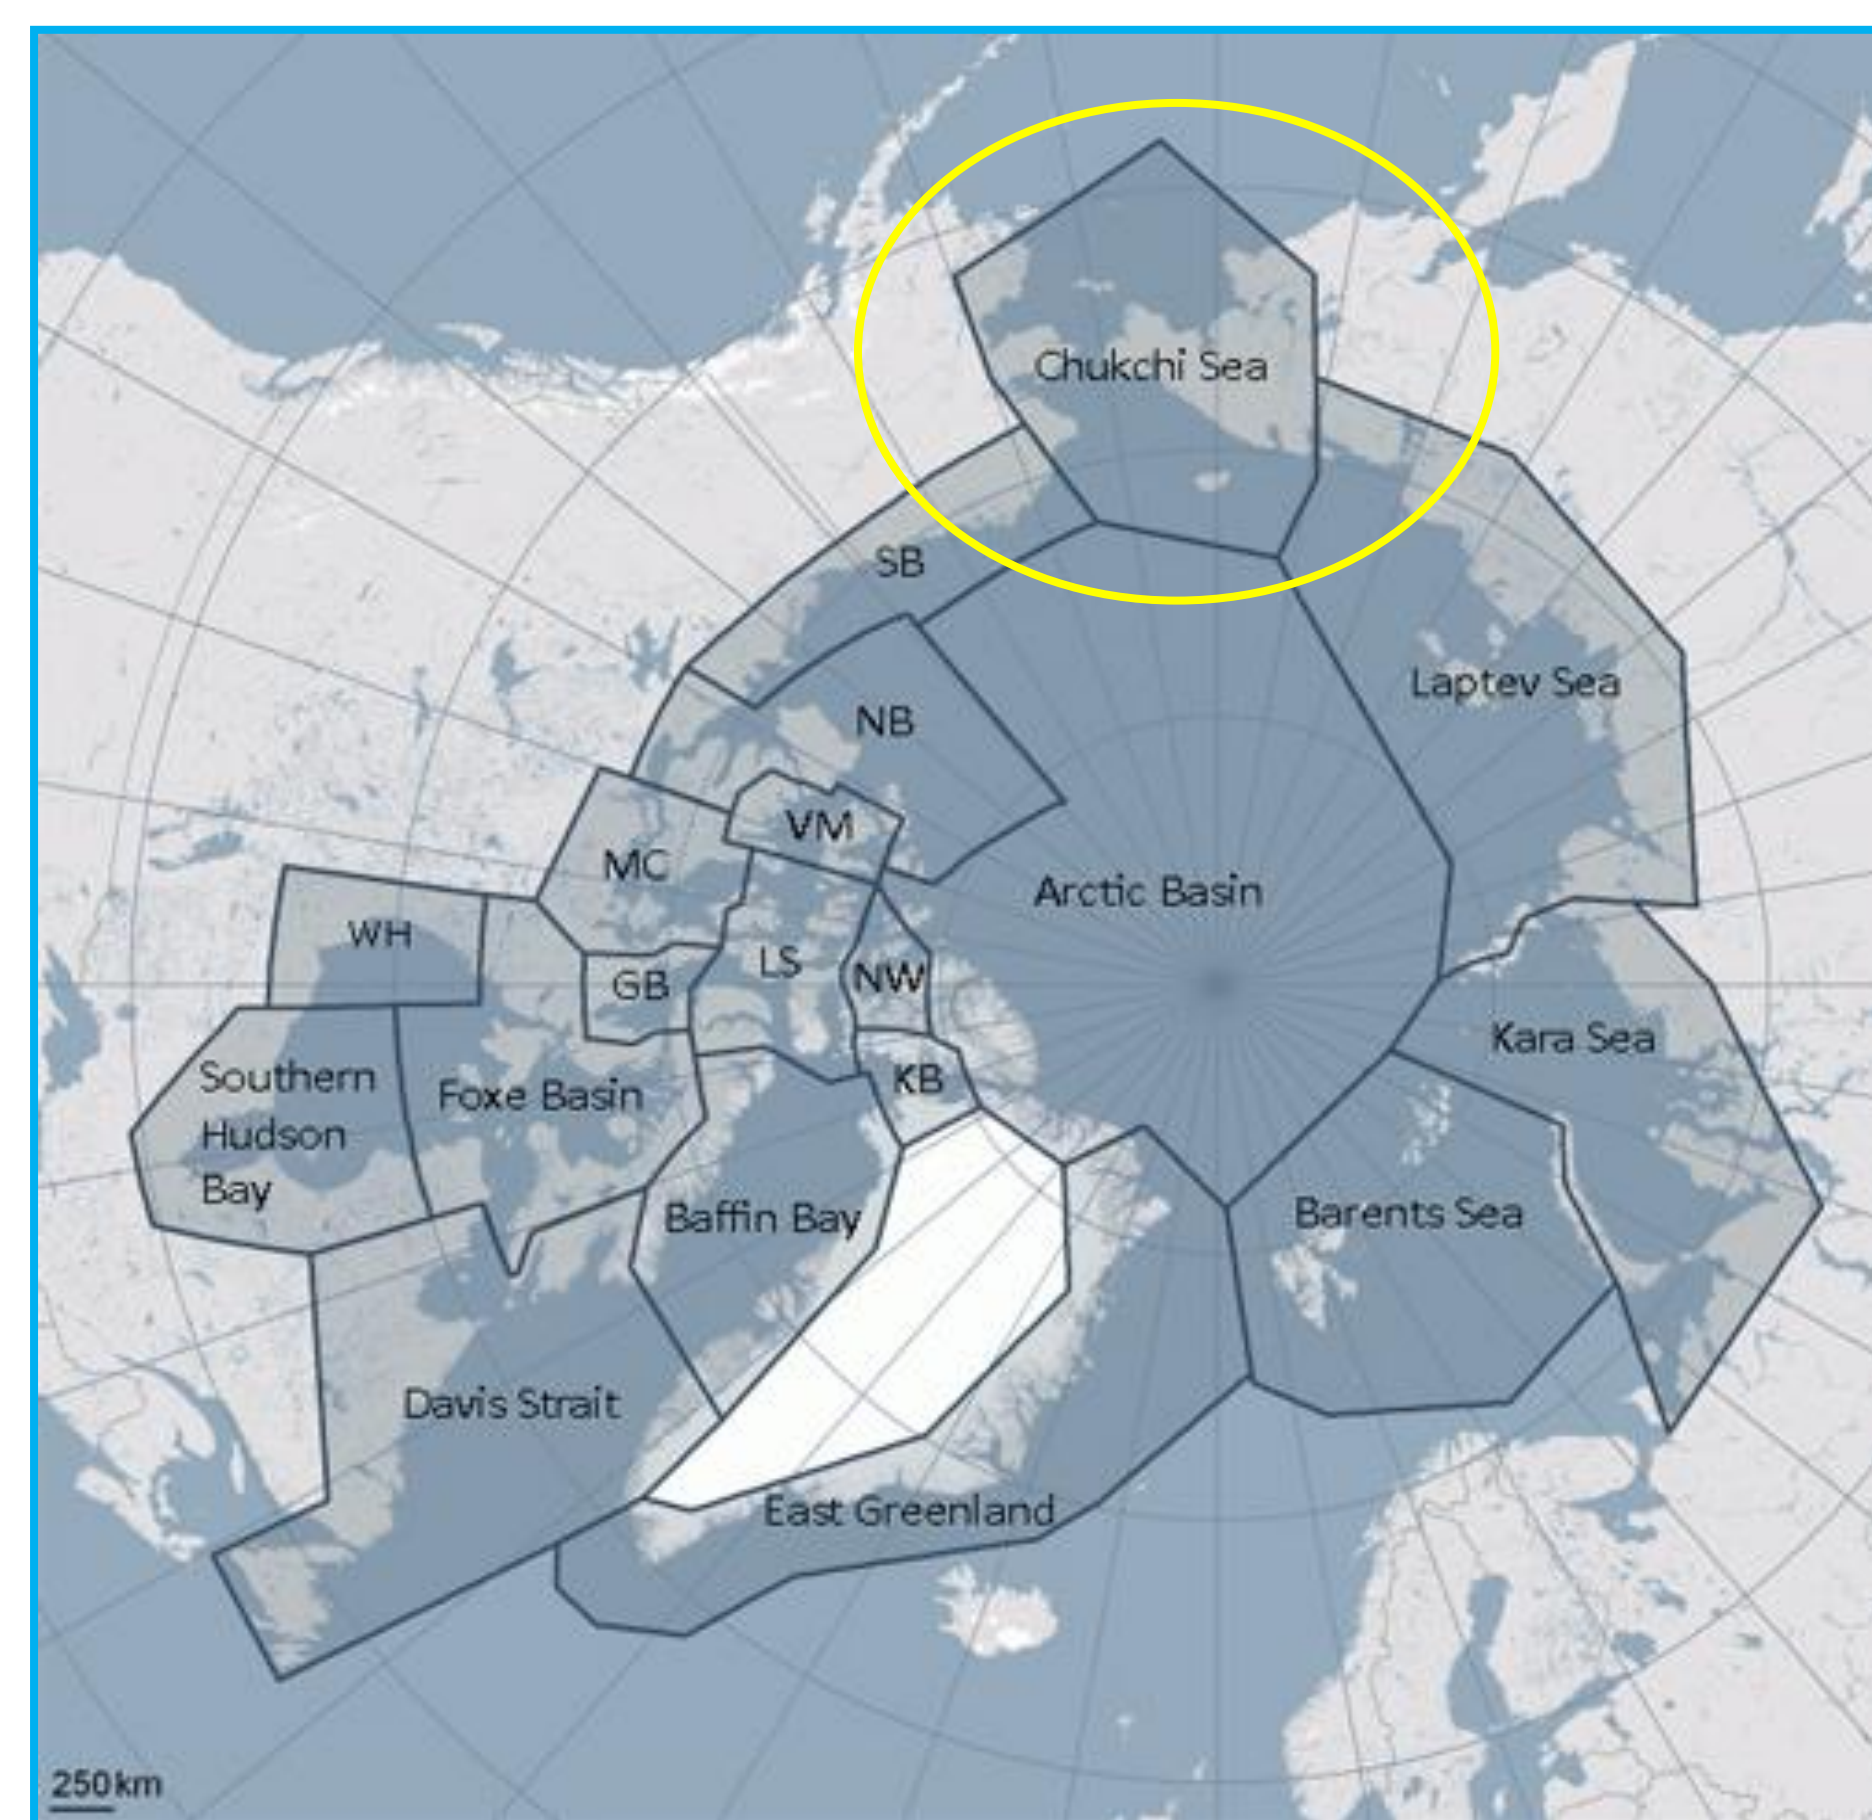 Chukchi Sea
SB
Laptev Sea
NB
VM
MC
Arctic Basin
WH
LS
NW
GB
Kara Sea
Southern
Hudson
Bay
Foxe Basin
KB
Baffin Bay
Barents Sea
Davis Strait
East Greenland
250km